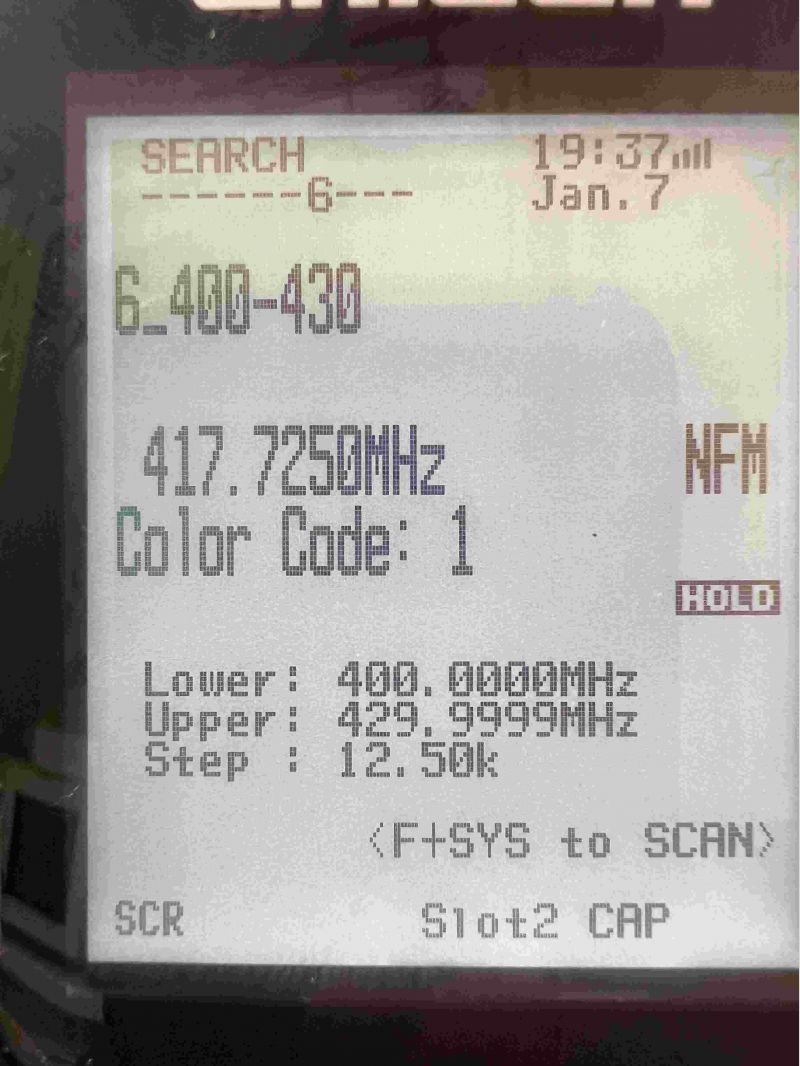 SEARCH 19:37
------6--- Jan. 7
6_400-430
417.7250MHz NFM
Color Code: 1
HOLD
Lower: 400.0000MHz
Upper: 429.9999MHz
Step : 12.50k
<F+SYS to SCAN>
SCR Slot2 CAP